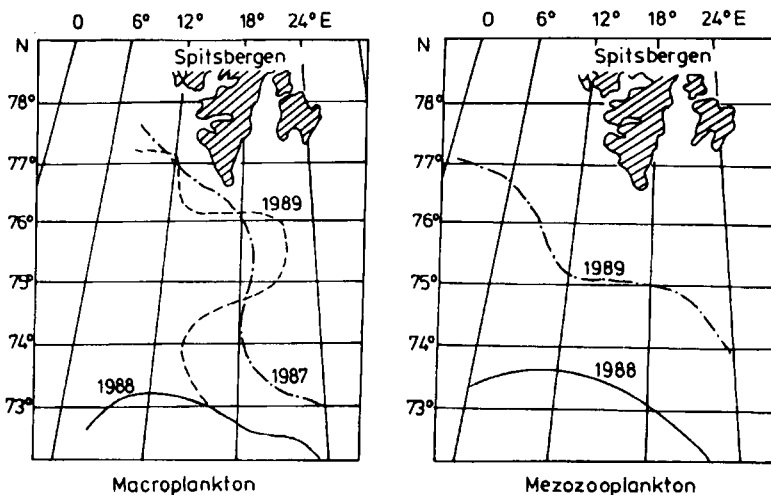 0 6° 12° 18° 24° E
N
Spitsbergen
78°
77°
76°
75°
74°
73°
1989
1988
1987
Macroplankton
0 6° 12° 18° 24° E
N
Spitsbergen
78°
77°
76°
75°
74°
73°
1989
1988
Mezozooplankton